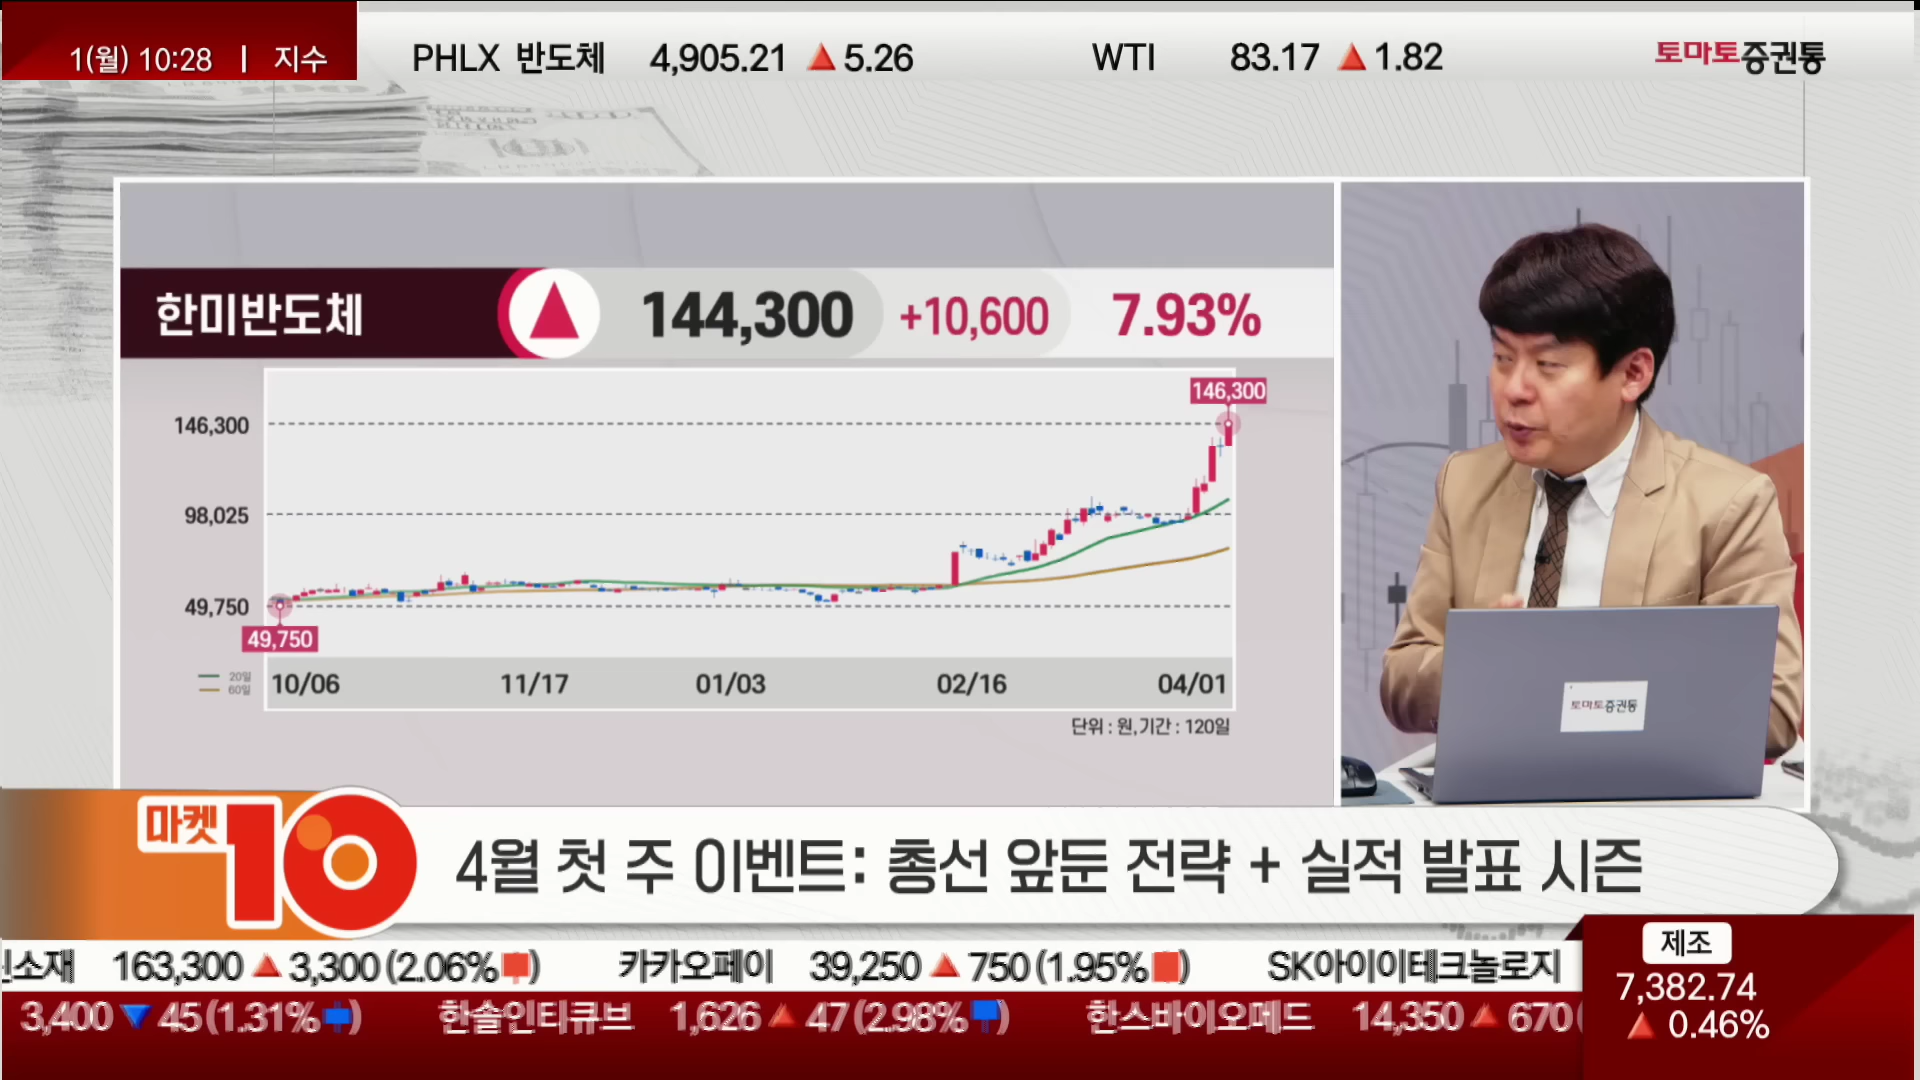 1(월) 10:28 | 지수
PHLX 반도체 4,905.21 ▲ 5.26
WTI 83.17 ▲ 1.82
토마토증권통
한미반도체 ▲ 144,300 +10,600 7.93%
146,300
146,300
98,025
49,750
49,750
20일
60일
10/06 11/17 01/03 02/16 04/01
단위 : 원, 기간 : 120일
토마토증권통
마켓 10
4월 첫 주 이벤트: 총선 앞둔 전략 + 실적 발표 시즌
소재 163,300 ▲ 3,300 (2.06%) 카카오페이 39,250 ▲ 750 (1.95%) SK아이이테크놀로지
3,400 ▼ 45 (1.31%) 한솔인티큐브 1,626 ▲ 47 (2.98%) 한스바이오메드 14,350 ▲ 670(
제조
7,382.74
▲ 0.46%